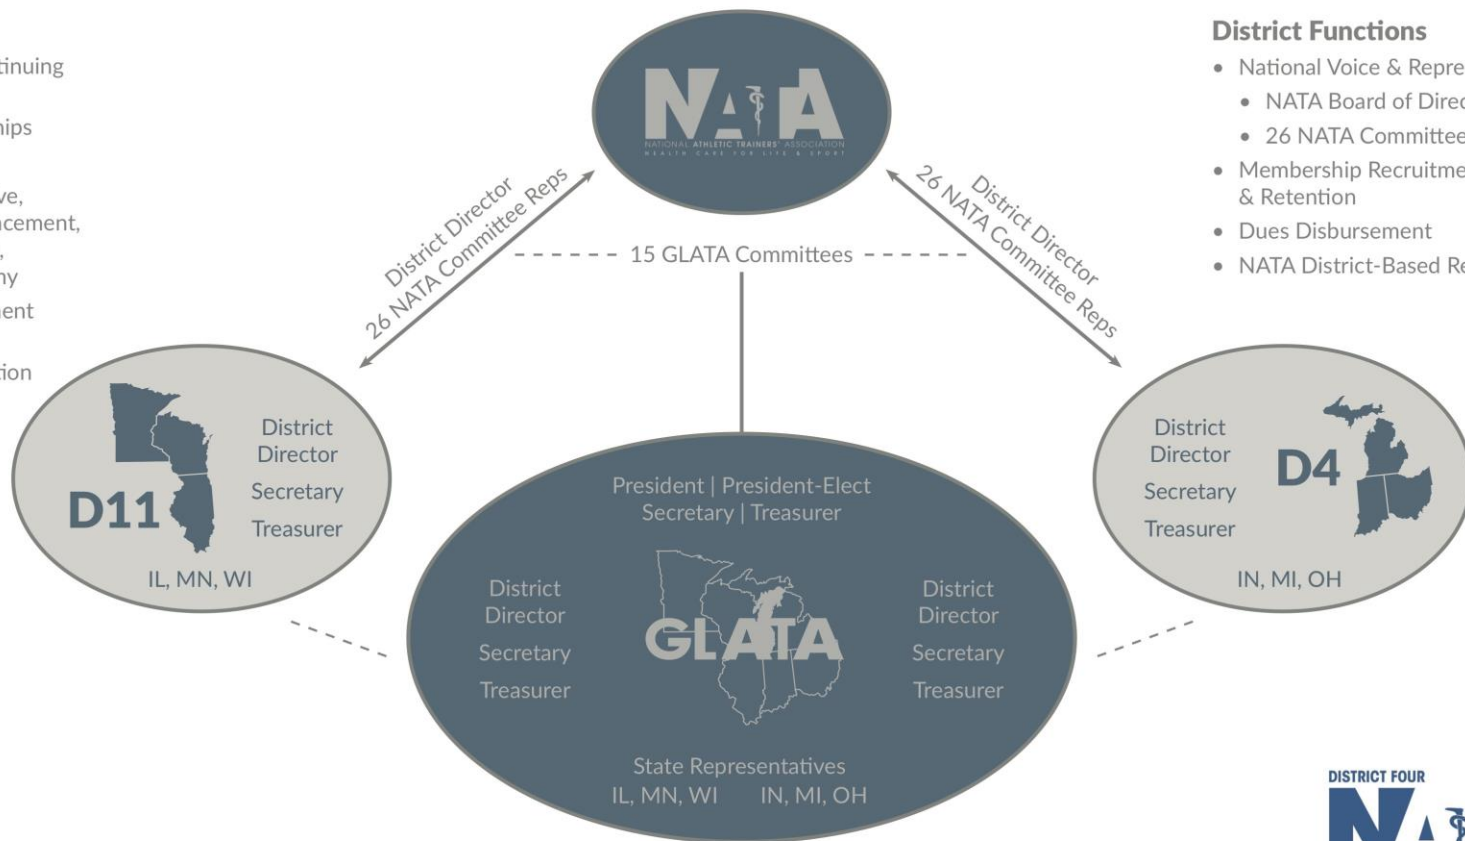 tinuing
ships
ve,
cement,
ny
ent
tion
NATA
NATIONAL ATHLETIC TRAINERS' ASSOCIATION
HEALTH CARE FOR LIFE & SPORT
District Functions
• National Voice & Repre
• NATA Board of Direc
• 26 NATA Committee
• Membership Recruitme
& Retention
• Dues Disbursement
• NATA District-Based Re
District Director
26 NATA Committee Reps
15 GLATA Committees
District Director
26 NATA Committee Reps
D11
District
Director
Secretary
Treasurer
IL, MN, WI
President | President-Elect
Secretary | Treasurer
District
Director
Secretary
Treasurer
GLATA
District
Director
Secretary
Treasurer
State Representatives
IL, MN, WI IN, MI, OH
District
Director
Secretary
Treasurer
D4
IN, MI, OH
DISTRICT FOUR
NA